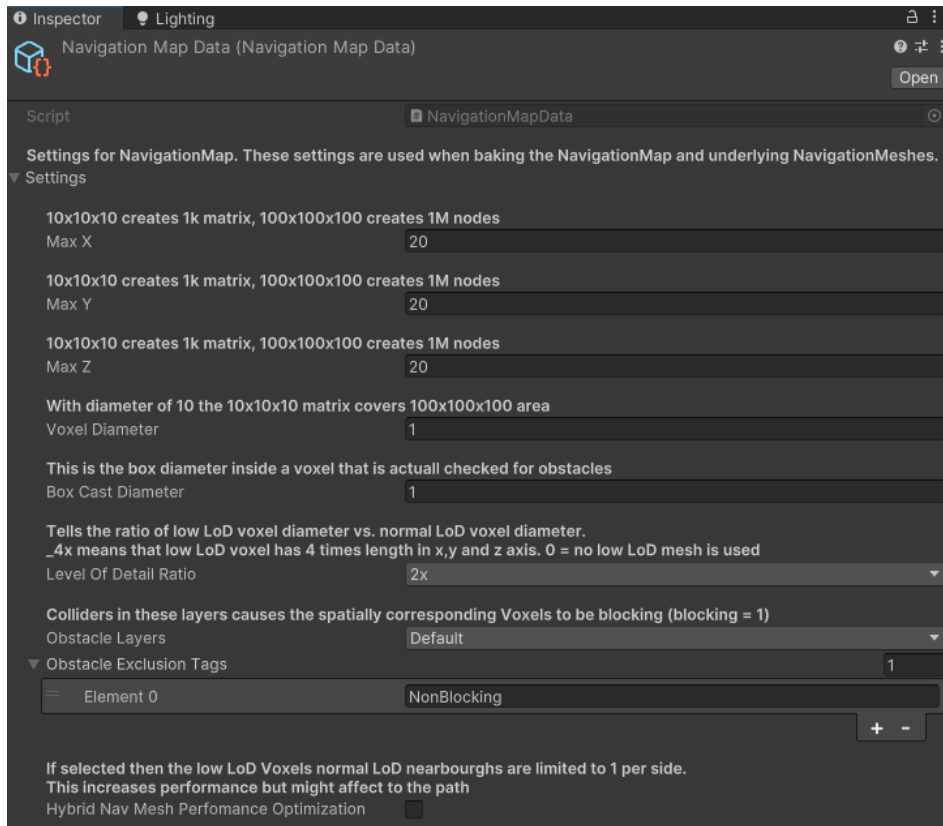 Inspector Lighting
Navigation Map Data (Navigation Map Data)
Open
Script NavigationMapData
Settings for NavigationMap. These settings are used when baking the NavigationMap and underlying NavigationMeshes.
Settings
10x10x10 creates 1k matrix, 100x100x100 creates 1M nodes
Max X 20
10x10x10 creates 1k matrix, 100x100x100 creates 1M nodes
Max Y 20
10x10x10 creates 1k matrix, 100x100x100 creates 1M nodes
Max Z 20
With diameter of 10 the 10x10x10 matrix covers 100x100x100 area
Voxel Diameter 1
This is the box diameter inside a voxel that is actuall checked for obstacles
Box Cast Diameter 1
Tells the ratio of low LoD voxel diameter vs. normal LoD voxel diameter.
_4x means that low LoD voxel has 4 times length in x,y and z axis. 0 = no low LoD mesh is used
Level Of Detail Ratio 2x
Colliders in these layers causes the spatially corresponding Voxels to be blocking (blocking = 1)
Obstacle Layers Default
Obstacle Exclusion Tags 1
Element 0 NonBlocking
+ -
If selected then the low LoD Voxels normal LoD nearbourghs are limited to 1 per side.
This increases performance but might affect to the path
Hybrid Nav Mesh Perfomance Optimization